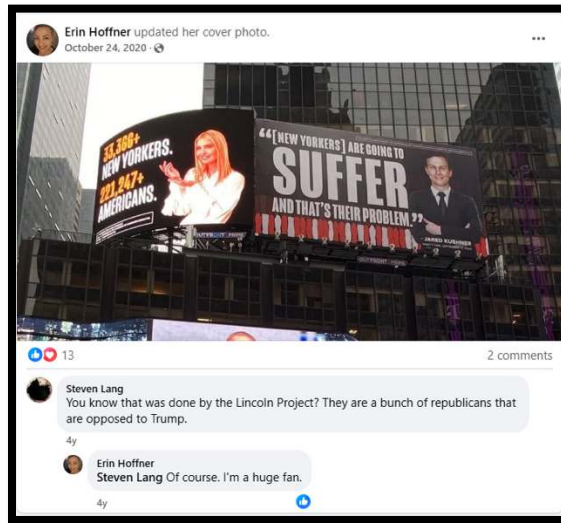 Erin Hoffner updated her cover photo.
October 24, 2020 ·
33,366+
NEW YORKERS.
221,247+
AMERICANS.
“[NEW YORKERS] ARE GOING TO
SUFFER
AND THAT'S THEIR PROBLEM.”
- JARED KUSHNER
13
2 comments
Steven Lang
You know that was done by the Lincoln Project? They are a bunch of republicans that
are opposed to Trump.
4y
Erin Hoffner
Steven Lang Of course. I'm a huge fan.
4y